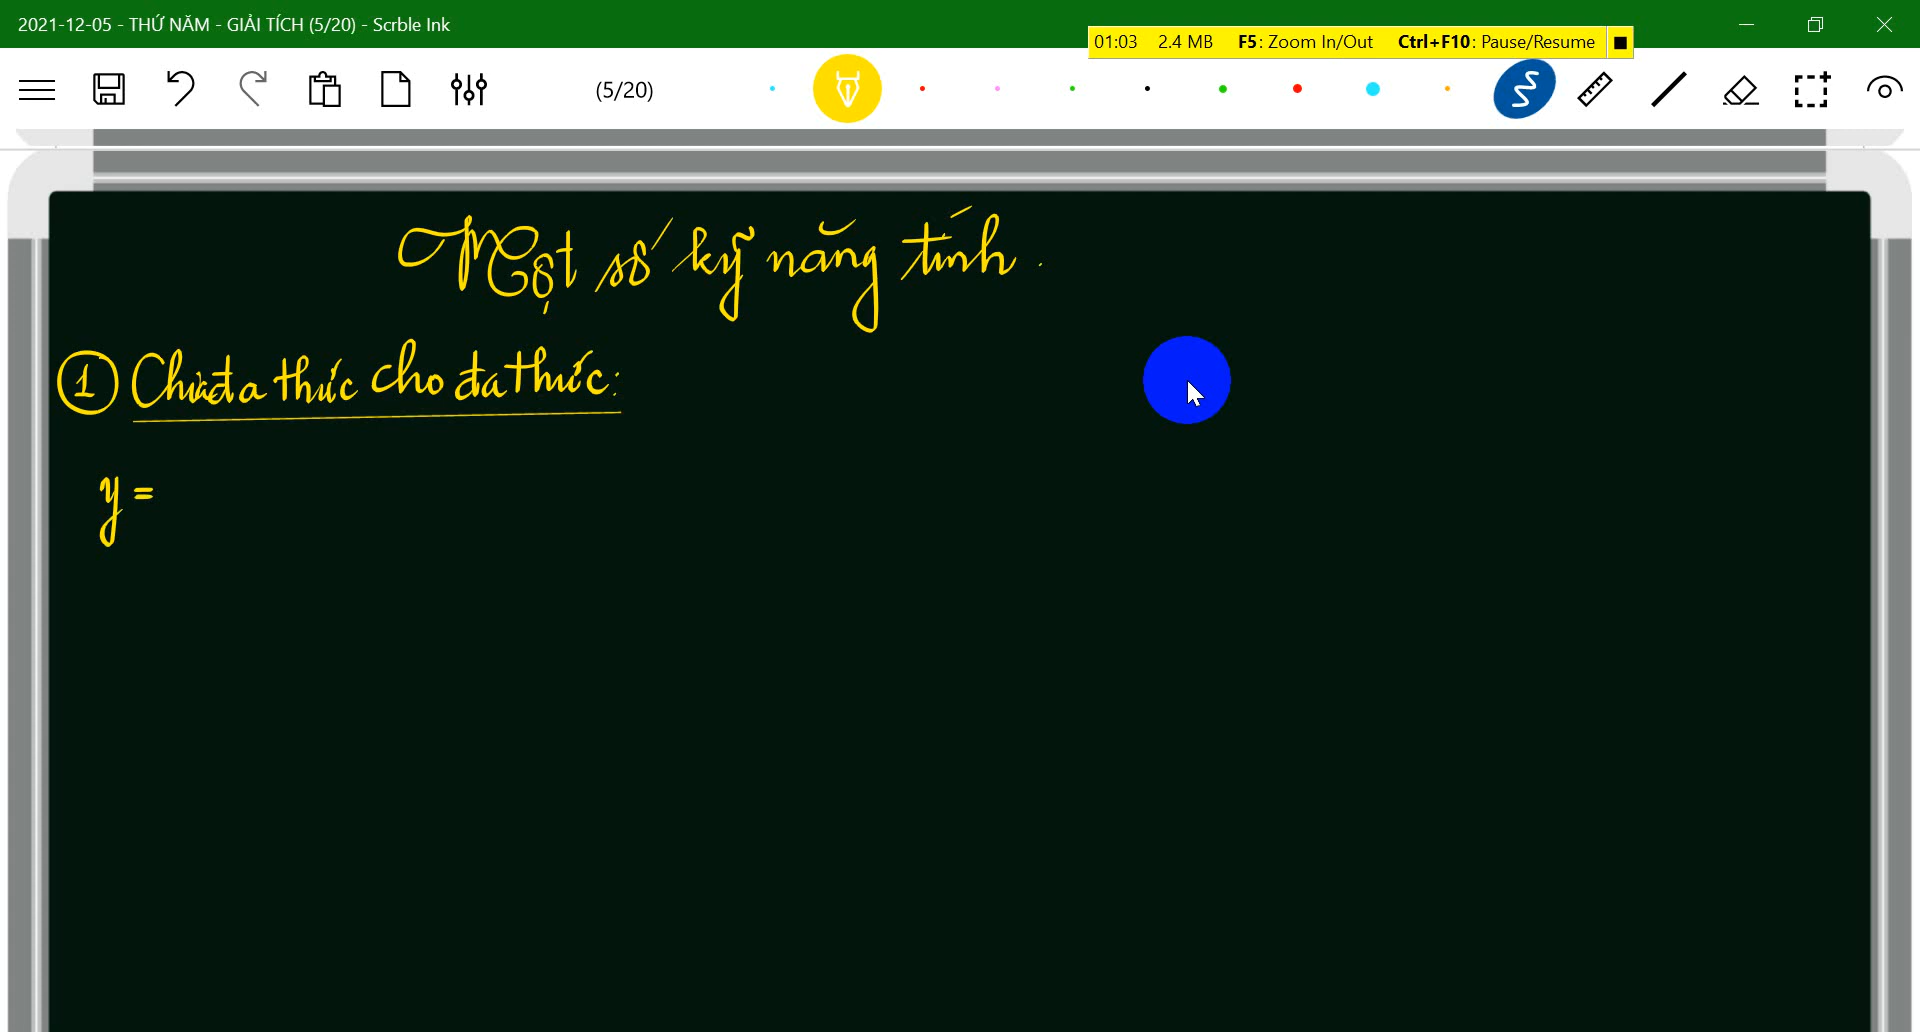 2021-12-05 - THỨ NĂM - GIẢI TÍCH (5/20) - Scrble Ink
01:03 2.4 MB F5: Zoom In/Out Ctrl+F10: Pause/Resume
(5/20)
Một số kỹ năng tính.
1 Chia đa thức cho đa thức:
y =